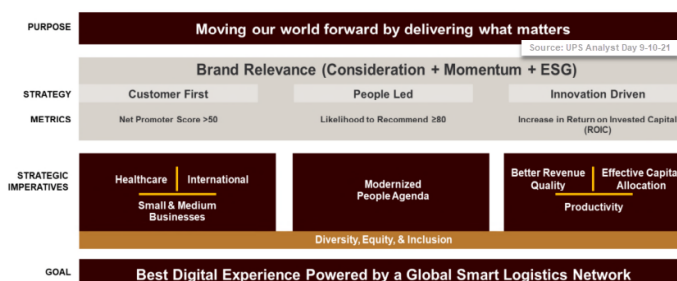 PURPOSE
Moving our world forward by delivering what matters
Source: UPS Analyst Day 9-10-21
Brand Relevance (Consideration + Momentum + ESG)
STRATEGY
Customer First
People Led
Innovation Driven
METRICS
Net Promoter Score >50
Likelihood to Recommend ≥80
Increase in Return on Invested Capital
(ROIC)
STRATEGIC
IMPERATIVES
Healthcare
International
Small & Medium
Businesses
Modernized
People Agenda
Better Revenue
Quality
Effective Capital
Allocation
Productivity
Diversity, Equity, & Inclusion
GOAL
Best Digital Experience Powered by a Global Smart Logistics Network